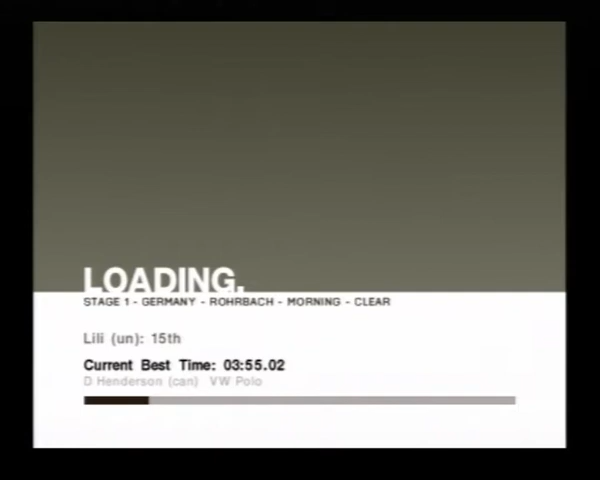 LOADING.
STAGE 1 - GERMANY - ROHRBACH - MORNING - CLEAR
Lili (un): 15th
Current Best Time: 03:55.02
D Henderson (can) VW Polo